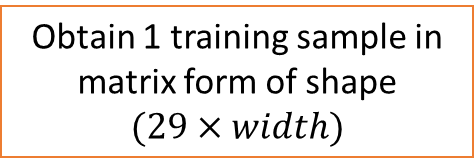 Obtain 1 training sample in
matrix form of shape
(29 × width)